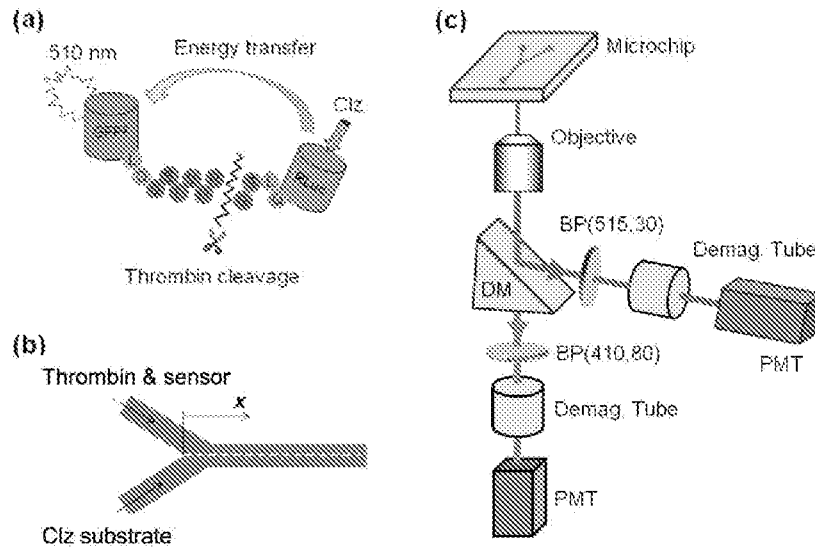 (a)
510 nm
Energy transfer
Clz
Thrombin cleavage
(b)
Thrombin & sensor
x
Clz substrate
(c)
Microchip
Objective
BP(515,30)
Demag. Tube
DM
PMT
BP(410,80)
Demag. Tube
PMT